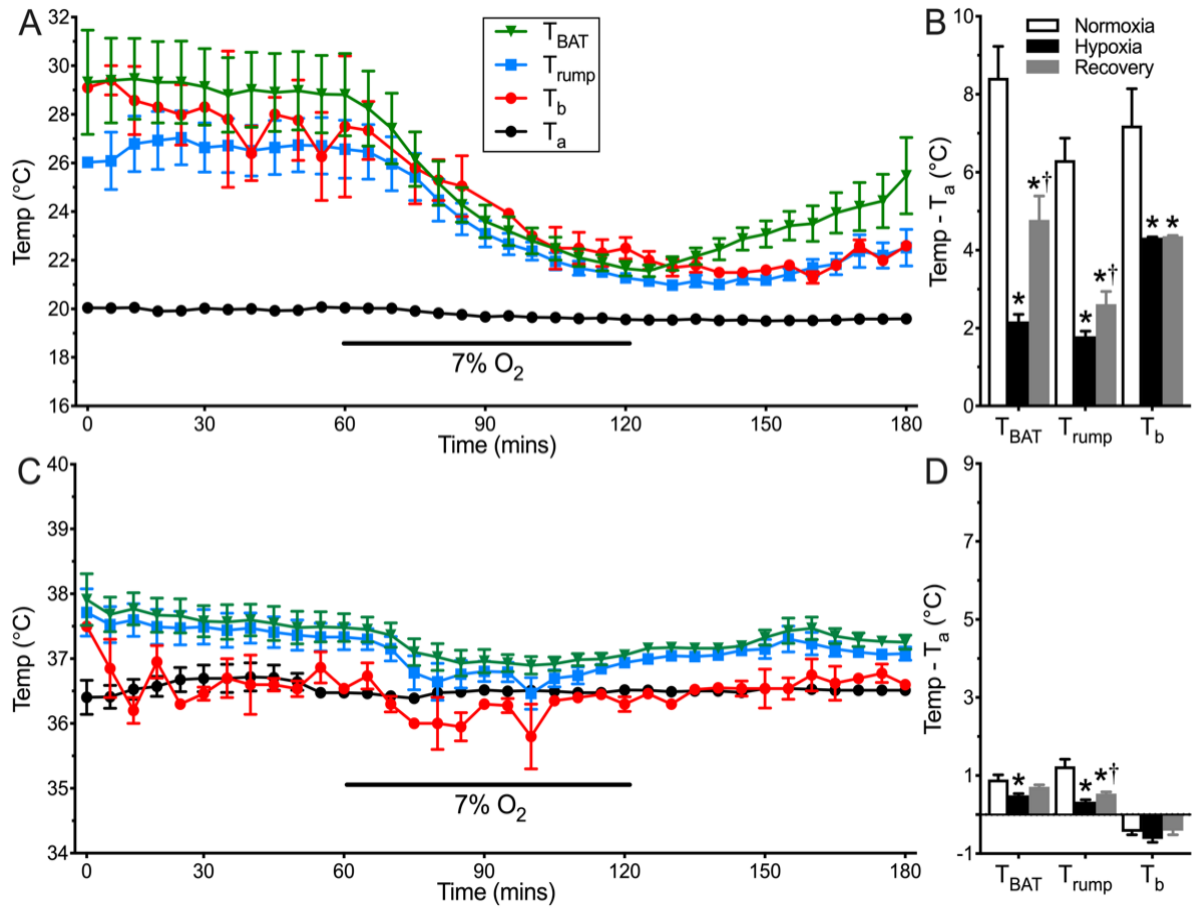 A
Temp (°C)
32
30
28
26
24
22
20
18
16
T_BAT
T_rump
T_b
T_a
7% O₂
0
30
60
90
120
150
180
Time (mins)
B
Temp - T_a (°C)
10
8
6
4
2
0
Normoxia
Hypoxia
Recovery
*
*†
*
*†
*
*
T_BAT
T_rump
T_b
C
Temp (°C)
40
39
38
37
36
35
34
7% O₂
0
30
60
90
120
150
180
Time (mins)
D
Temp - T_a (°C)
9
7
5
3
1
-1
*
*
*†
T_BAT
T_rump
T_b